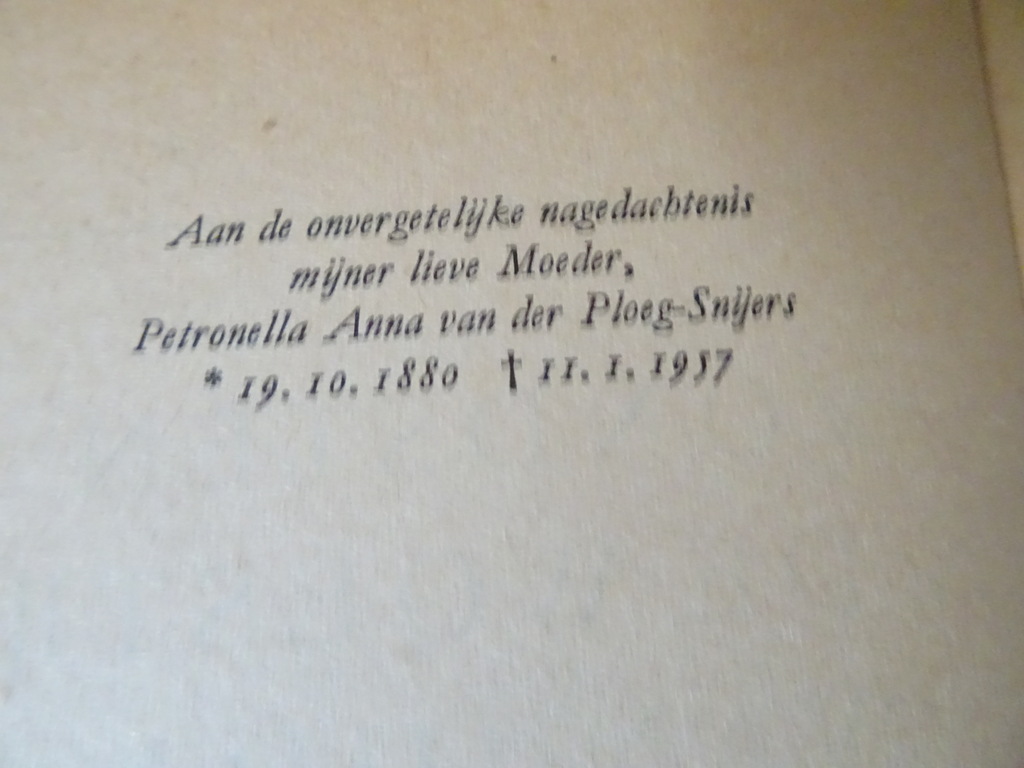 Aan de onvergetelijke nagedachtenis
mijner lieve Moeder,
Petronella Anna van der Ploeg-Snijers
* 19. 10. 1880 † 11. 1. 1957